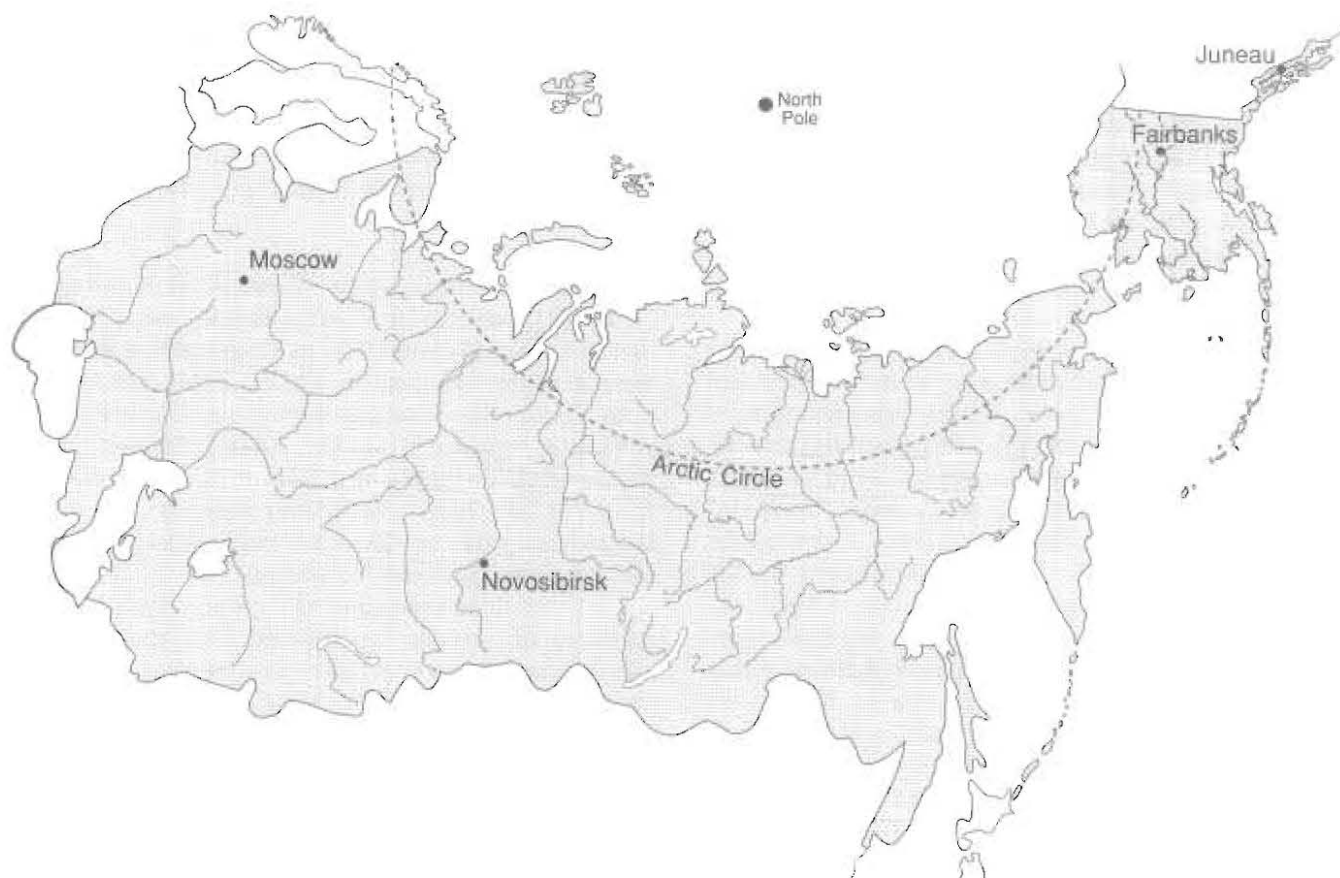 Juneau
North
Pole
Fairbanks
Moscow
Arctic Circle
Novosibirsk